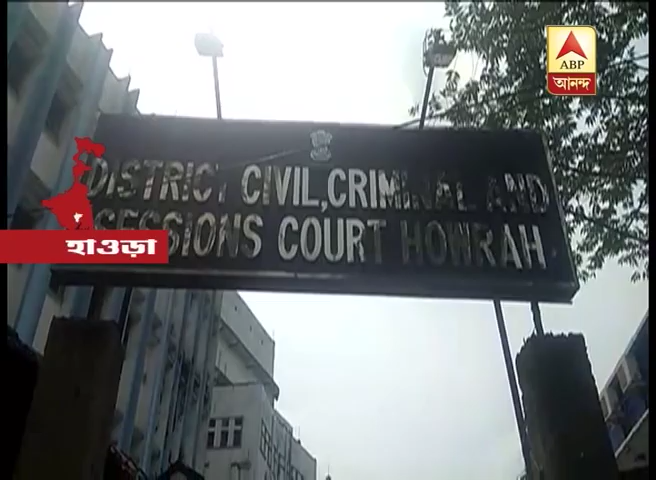 ABP
আনন্দ
DISTRICT CIVIL, CRIMINAL AND
SESSIONS COURT HOWRAH
হাওড়া